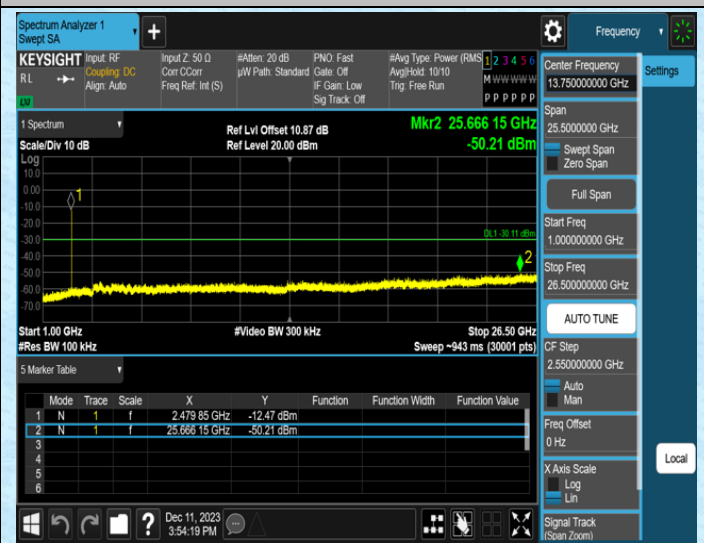 Spectrum Analyzer 1
Swept SA
+
Frequency
KEYSIGHT
Input: RF
Coupling: DC
Align: Auto
Input Z: 50 Ω
Corr CCorr
Freq Ref: Int (S)
#Atten: 20 dB
µW Path: Standard
PNO: Fast
Gate: Off
IF Gain: Low
Sig Track: Off
#Avg Type: Power (RMS
Avg|Hold: 10/10
Trig: Free Run
1 2 3 4 5 6
M W W W W W
P P P P P P
R L
LXI
1 Spectrum
Scale/Div 10 dB
Ref Lvl Offset 10.87 dB
Ref Level 20.00 dBm
Mkr2 25.666 15 GHz
-50.21 dBm
Log
10.0
0.00
-10.0
-20.0
-30.0
-40.0
-50.0
-60.0
-70.0
1
DL1 -30.11 dBm
2
Start 1.00 GHz
#Res BW 100 kHz
#Video BW 300 kHz
Stop 26.50 GHz
Sweep ~943 ms (30001 pts)
5 Marker Table
Mode Trace Scale X Y Function Function Width Function Value
1 N 1 f 2.479 85 GHz -12.47 dBm
2 N 1 f 25.666 15 GHz -50.21 dBm
3
4
5
6
?
Dec 11, 2023
3:54:19 PM
Center Frequency
13.750000000 GHz
Settings
Span
25.5000000 GHz
Swept Span
Zero Span
Full Span
Start Freq
1.000000000 GHz
Stop Freq
26.500000000 GHz
AUTO TUNE
CF Step
2.550000000 GHz
Auto
Man
Freq Offset
0 Hz
X Axis Scale
Log
Lin
Signal Track
(Span Zoom)
Local